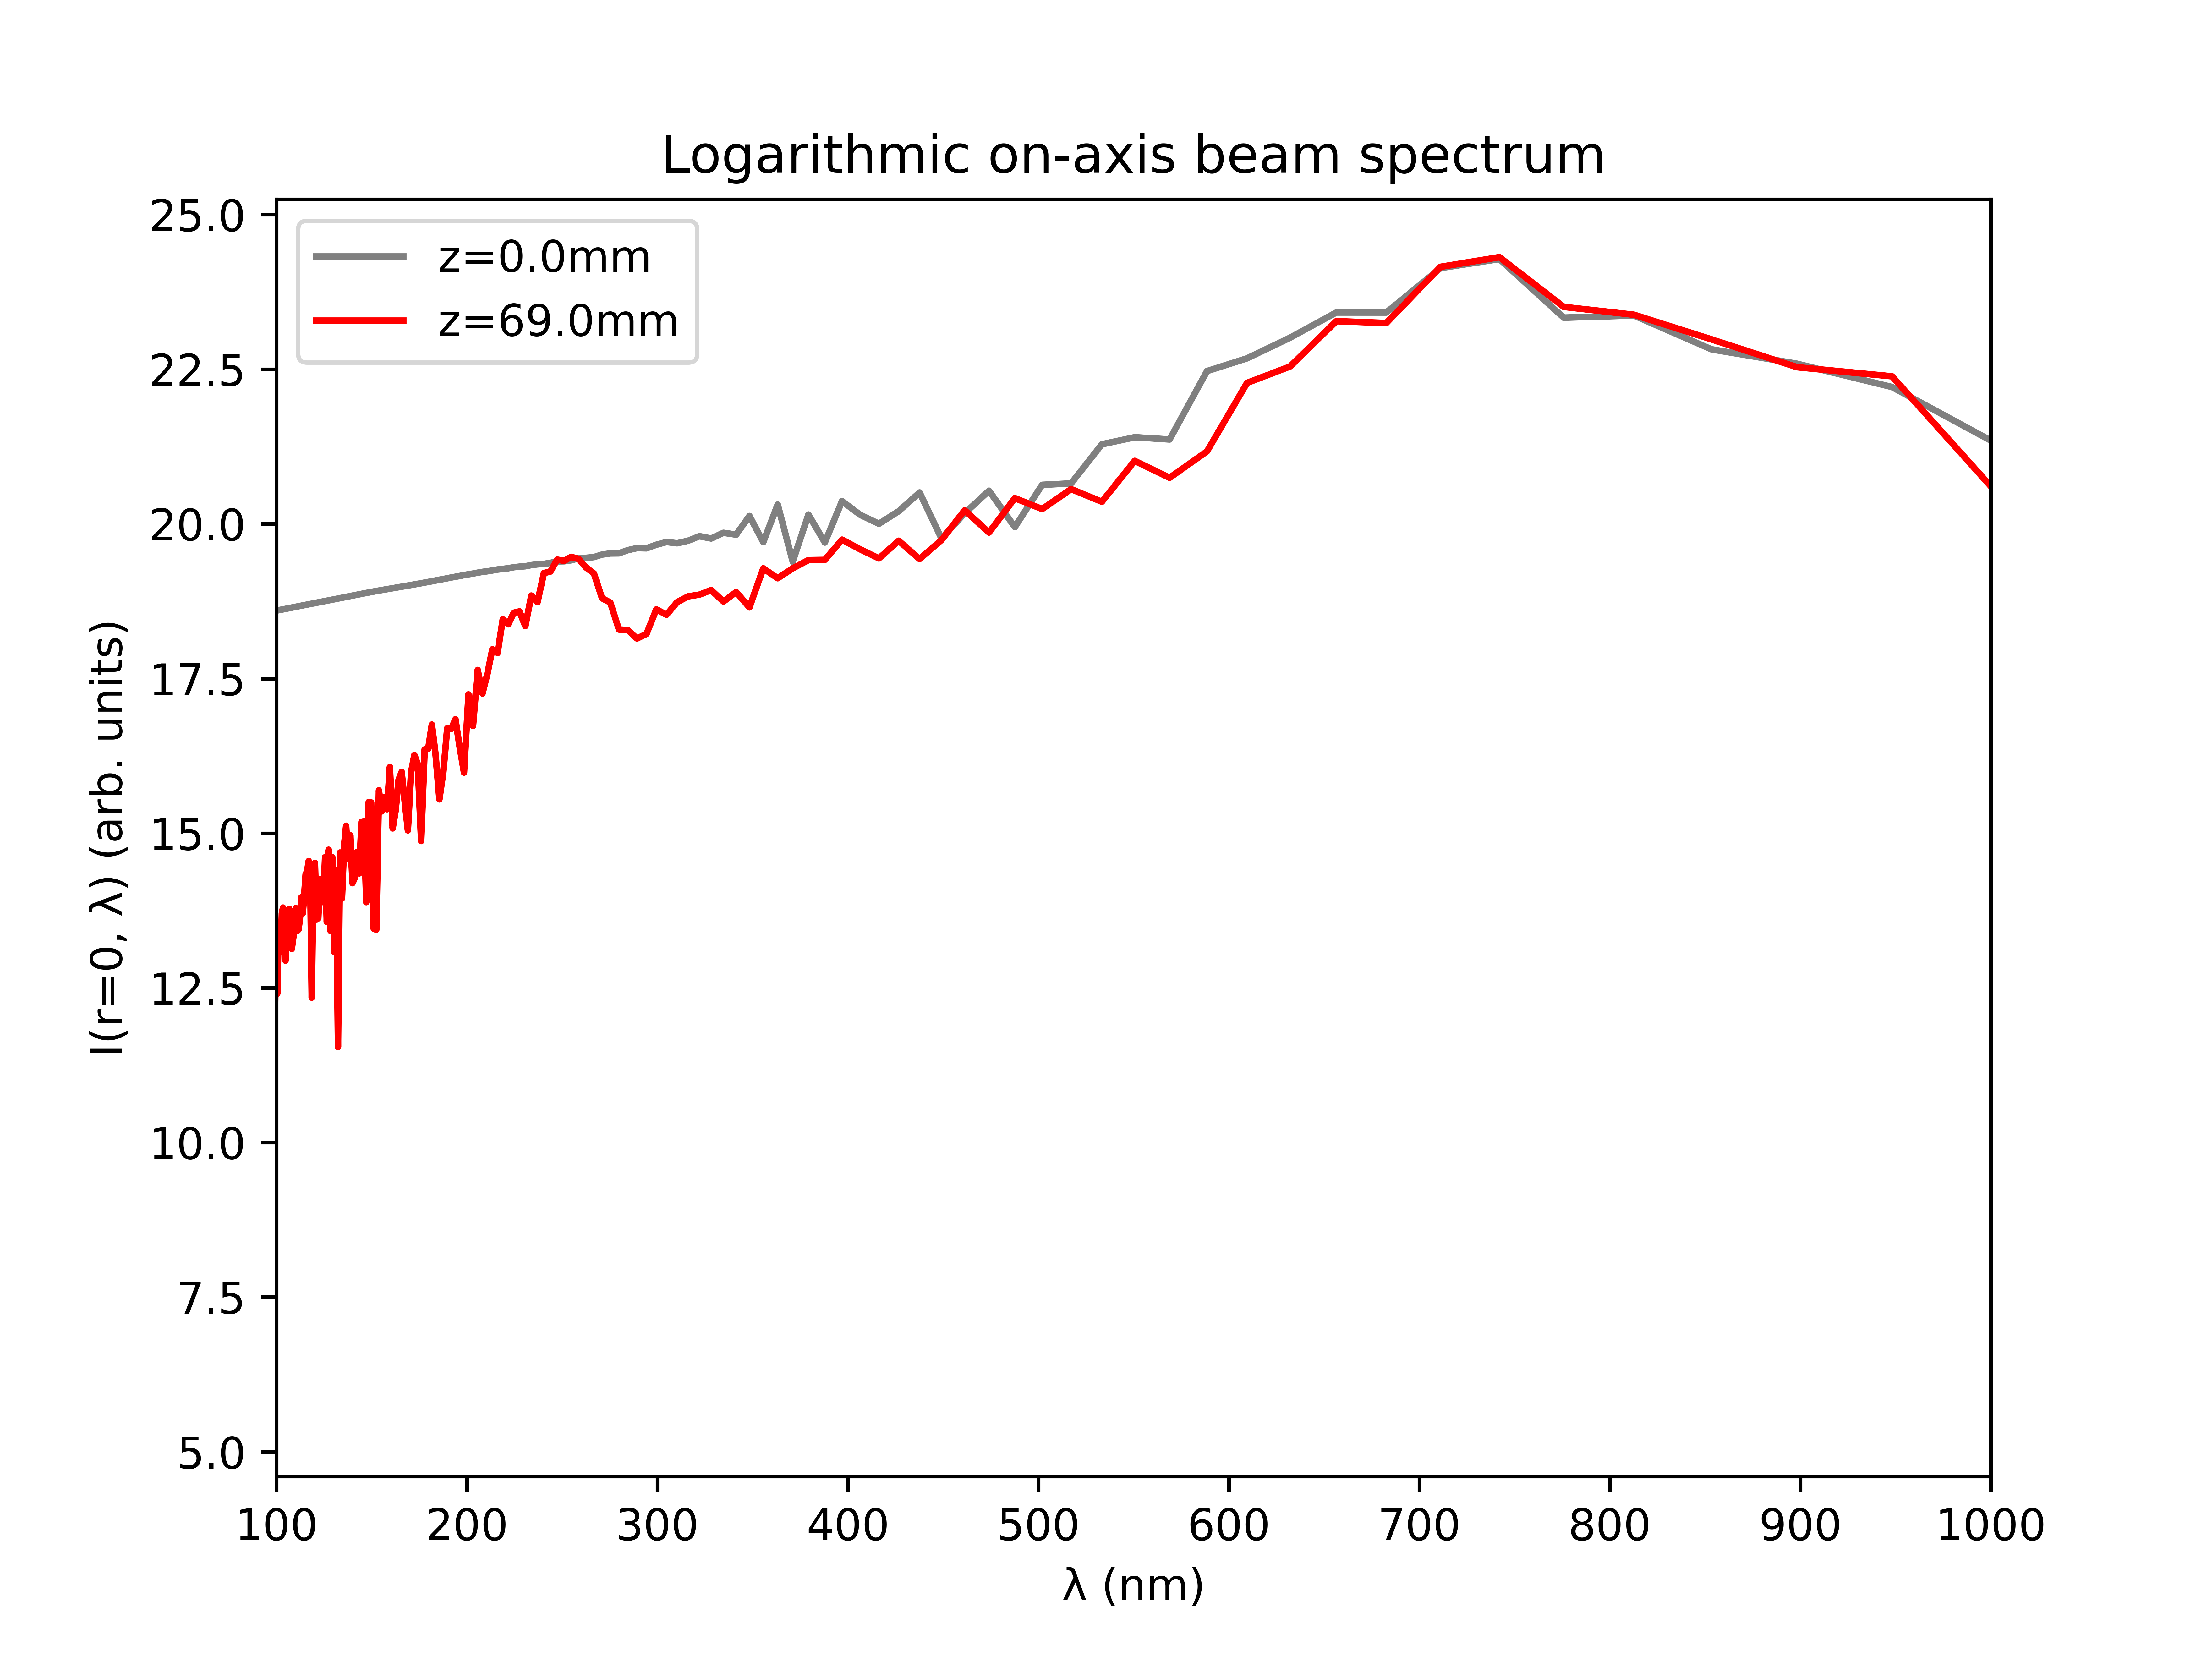 Logarithmic on-axis beam spectrum
z=0.0mm
z=69.0mm
I(r=0, λ) (arb. units)
25.0
22.5
20.0
17.5
15.0
12.5
10.0
7.5
5.0
100 200 300 400 500 600 700 800 900 1000
λ (nm)